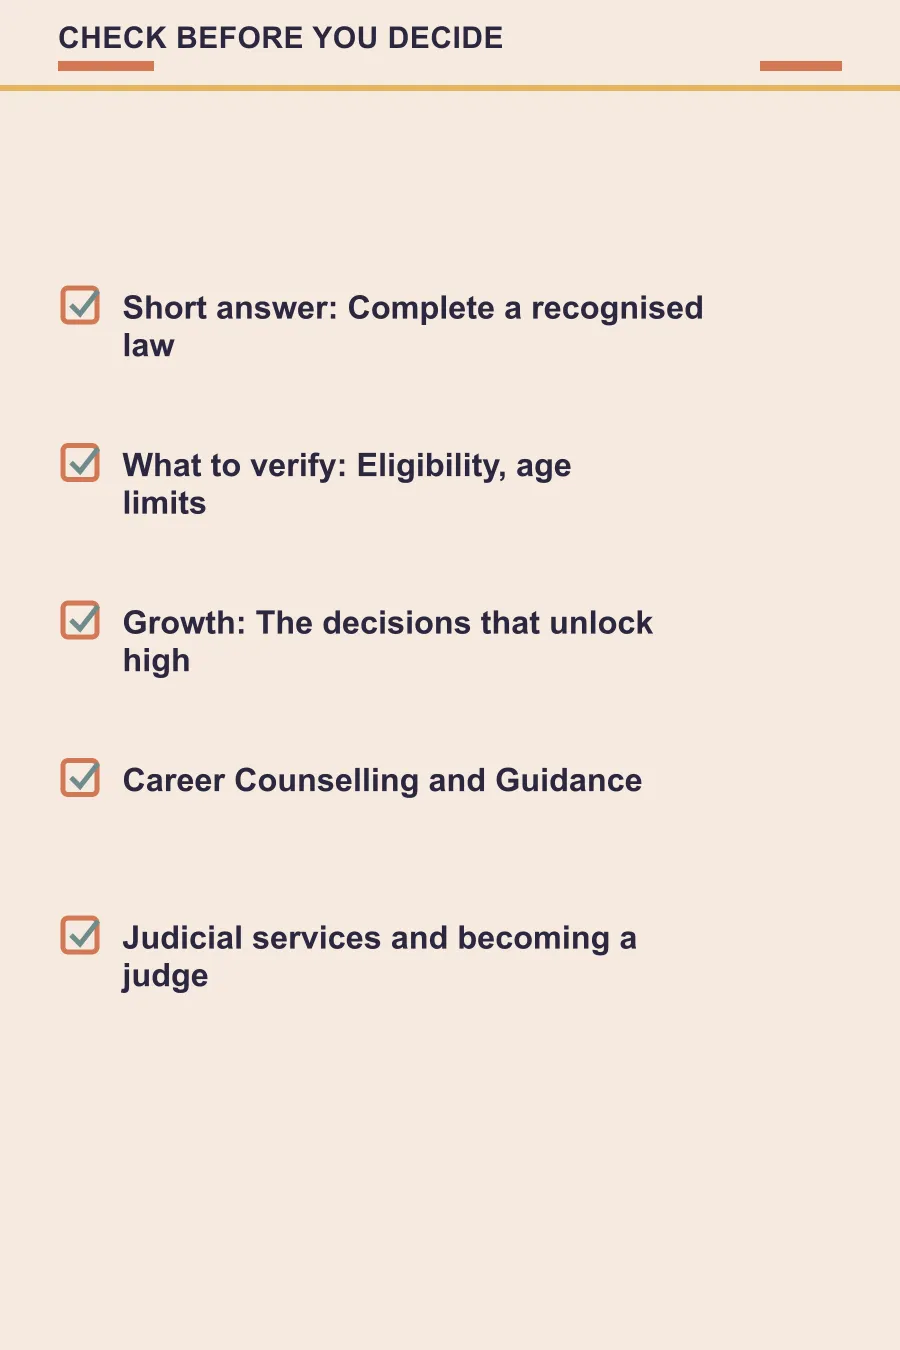 CHECK BEFORE YOU DECIDE
Short answer: Complete a recognised
law
What to verify: Eligibility, age
limits
Growth: The decisions that unlock
high
Career Counselling and Guidance
Judicial services and becoming a
judge